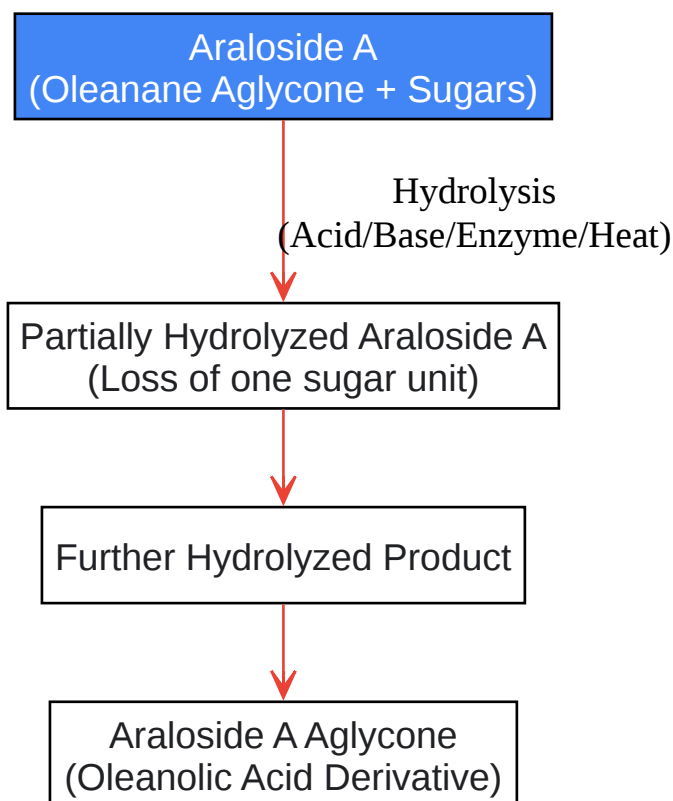 Araloside A
(Oleanane Aglycone + Sugars)
Hydrolysis
(Acid/Base/Enzyme/Heat)
Partially Hydrolyzed Araloside A
(Loss of one sugar unit)
Further Hydrolyzed Product
Araloside A Aglycone
(Oleanolic Acid Derivative)